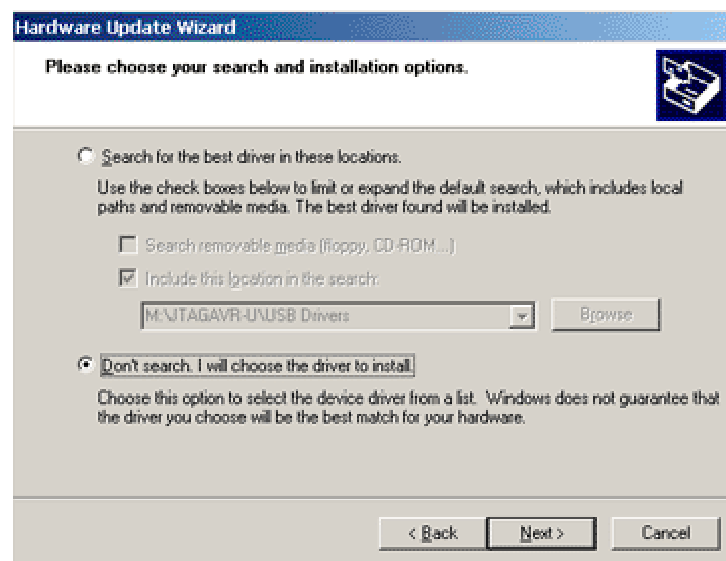 Hardware Update Wizard
Please choose your search and installation options.
Search for the best driver in these locations.
Use the check boxes below to limit or expand the default search, which includes local
paths and removable media. The best driver found will be installed.
Search removable media (floppy, CD-ROM...)
Include this location in the search:
M:\JTAGAVR-U\USB Drivers
Browse
Don't search. I will choose the driver to install.
Choose this option to select the device driver from a list. Windows does not guarantee that
the driver you choose will be the best match for your hardware.
< Back
Next >
Cancel